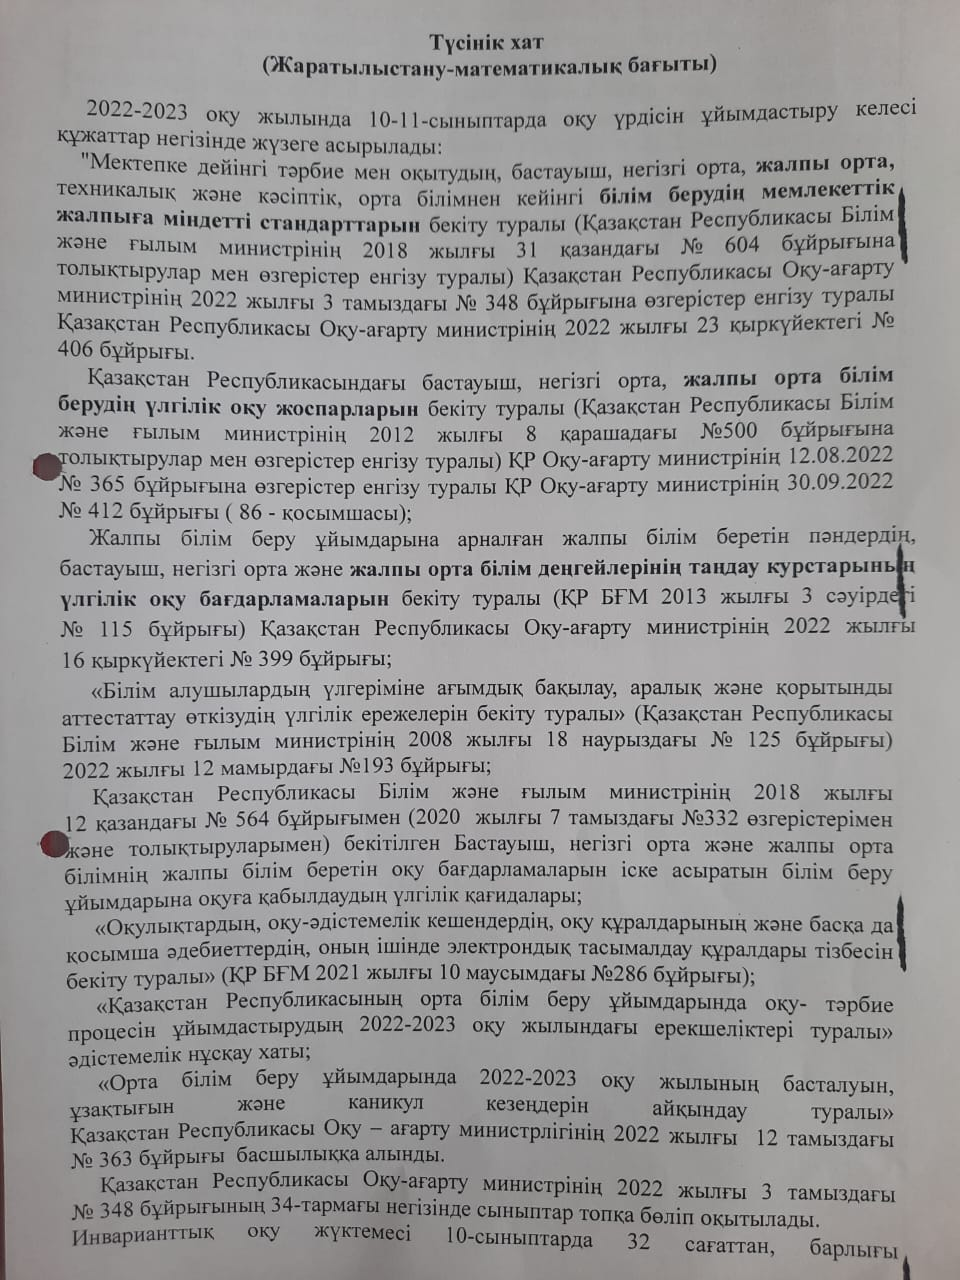 Түсінік хат
(Жаратылыстану-математикалық бағыты)
2022-2023 оқу жылында 10-11-сыныптарда оқу үрдісін ұйымдастыру келесі
құжаттар негізінде жүзеге асырылады:
"Мектепке дейінгі тәрбие мен оқытудың, бастауыш, негізгі орта, жалпы орта,
техникалық және кәсіптік, орта білімнен кейінгі білім берудің мемлекеттік
жалпыға міндетті стандарттарын бекіту туралы (Қазақстан Республикасы Білім
және ғылым министрінің 2018 жылғы 31 қазандағы № 604 бұйрығына
толықтырулар мен өзгерістер енгізу туралы) Қазақстан Республикасы Оқу-ағарту
министрінің 2022 жылғы 3 тамыздағы № 348 бұйрығына өзгерістер енгізу туралы
Қазақстан Республикасы Оқу-ағарту министрінің 2022 жылғы 23 қыркүйектегі №
406 бұйрығы.
Қазақстан Республикасындағы бастауыш, негізгі орта, жалпы орта білім
берудің үлгілік оқу жоспарларын бекіту туралы (Қазақстан Республикасы Білім
және ғылым министрінің 2012 жылғы 8 қарашадағы №500 бұйрығына
толықтырулар мен өзгерістер енгізу туралы) ҚР Оқу-ағарту министрінің 12.08.2022
№ 365 бұйрығына өзгерістер енгізу туралы ҚР Оқу-ағарту министрінің 30.09.2022
№ 412 бұйрығы ( 86 - қосымшасы);
Жалпы білім беру ұйымдарына арналған жалпы білім беретін пәндердің,
бастауыш, негізгі орта және жалпы орта білім деңгейлерінің таңдау курстарының
үлгілік оқу бағдарламаларын бекіту туралы (ҚР БҒМ 2013 жылғы 3 сәуірдегі
№ 115 бұйрығы) Қазақстан Республикасы Оқу-ағарту министрінің 2022 жылғы
16 қыркүйектегі № 399 бұйрығы;
«Білім алушылардың үлгеріміне ағымдық бақылау, аралық және қорытынды
аттестаттау өткізудің үлгілік ережелерін бекіту туралы» (Қазақстан Республикасы
Білім және ғылым министрінің 2008 жылғы 18 наурыздағы № 125 бұйрығы)
2022 жылғы 12 мамырдағы №193 бұйрығы;
Қазақстан Республикасы Білім және ғылым министрінің 2018 жылғы
12 қазандағы № 564 бұйрығымен (2020 жылғы 7 тамыздағы №332 өзгерістерімен
және толықтыруларымен) бекітілген Бастауыш, негізгі орта және жалпы орта
білімнің жалпы білім беретін оқу бағдарламаларын іске асыратын білім беру
ұйымдарына оқуға қабылдаудың үлгілік қағидалары;
«Оқулықтардың, оқу-әдістемелік кешендердің, оқу құралдарының және басқа да
қосымша әдебиеттердің, оның ішінде электрондық тасымалдау құралдары тізбесін
бекіту туралы» (ҚР БҒМ 2021 жылғы 10 маусымдағы №286 бұйрығы);
«Қазақстан Республикасының орта білім беру ұйымдарында оқу- тәрбие
процесін ұйымдастырудың 2022-2023 оқу жылындағы ерекшеліктері туралы»
әдістемелік нұсқау хаты;
«Орта білім беру ұйымдарында 2022-2023 оқу жылының басталуын,
ұзақтығын және каникул кезеңдерін айқындау туралы»
Қазақстан Республикасы Оқу – ағарту министрлігінің 2022 жылғы 12 тамыздағы
№ 363 бұйрығы басшылыққа алынды.
Қазақстан Республикасы Оқу-ағарту министрінің 2022 жылғы 3 тамыздағы
№ 348 бұйрығының 34-тармағы негізінде сыныптар топқа бөліп оқытылады.
Инварианттық оқу жүктемесі 10-сыныптарда 32 сағаттан, барлығы